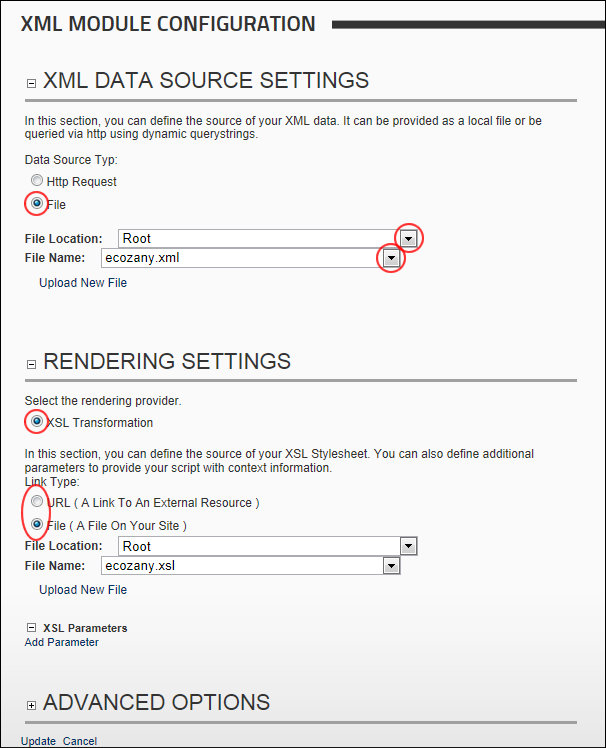 XML MODULE CONFIGURATION
XML DATA SOURCE SETTINGS
In this section, you can define the source of your XML data. It can be provided as a local file or be
queried via http using dynamic querystrings.
Data Source Typ:
Http Request
File
File Location: Root
File Name: ecozany.xml
Upload New File
RENDERING SETTINGS
Select the rendering provider.
XSL Transformation
In this section, you can define the source of your XSL Stylesheet. You can also define additional
parameters to provide your script with context information.
Link Type:
URL ( A Link To An External Resource )
File ( A File On Your Site )
File Location: Root
File Name: ecozany.xsl
Upload New File
XSL Parameters
Add Parameter
ADVANCED OPTIONS
Update Cancel